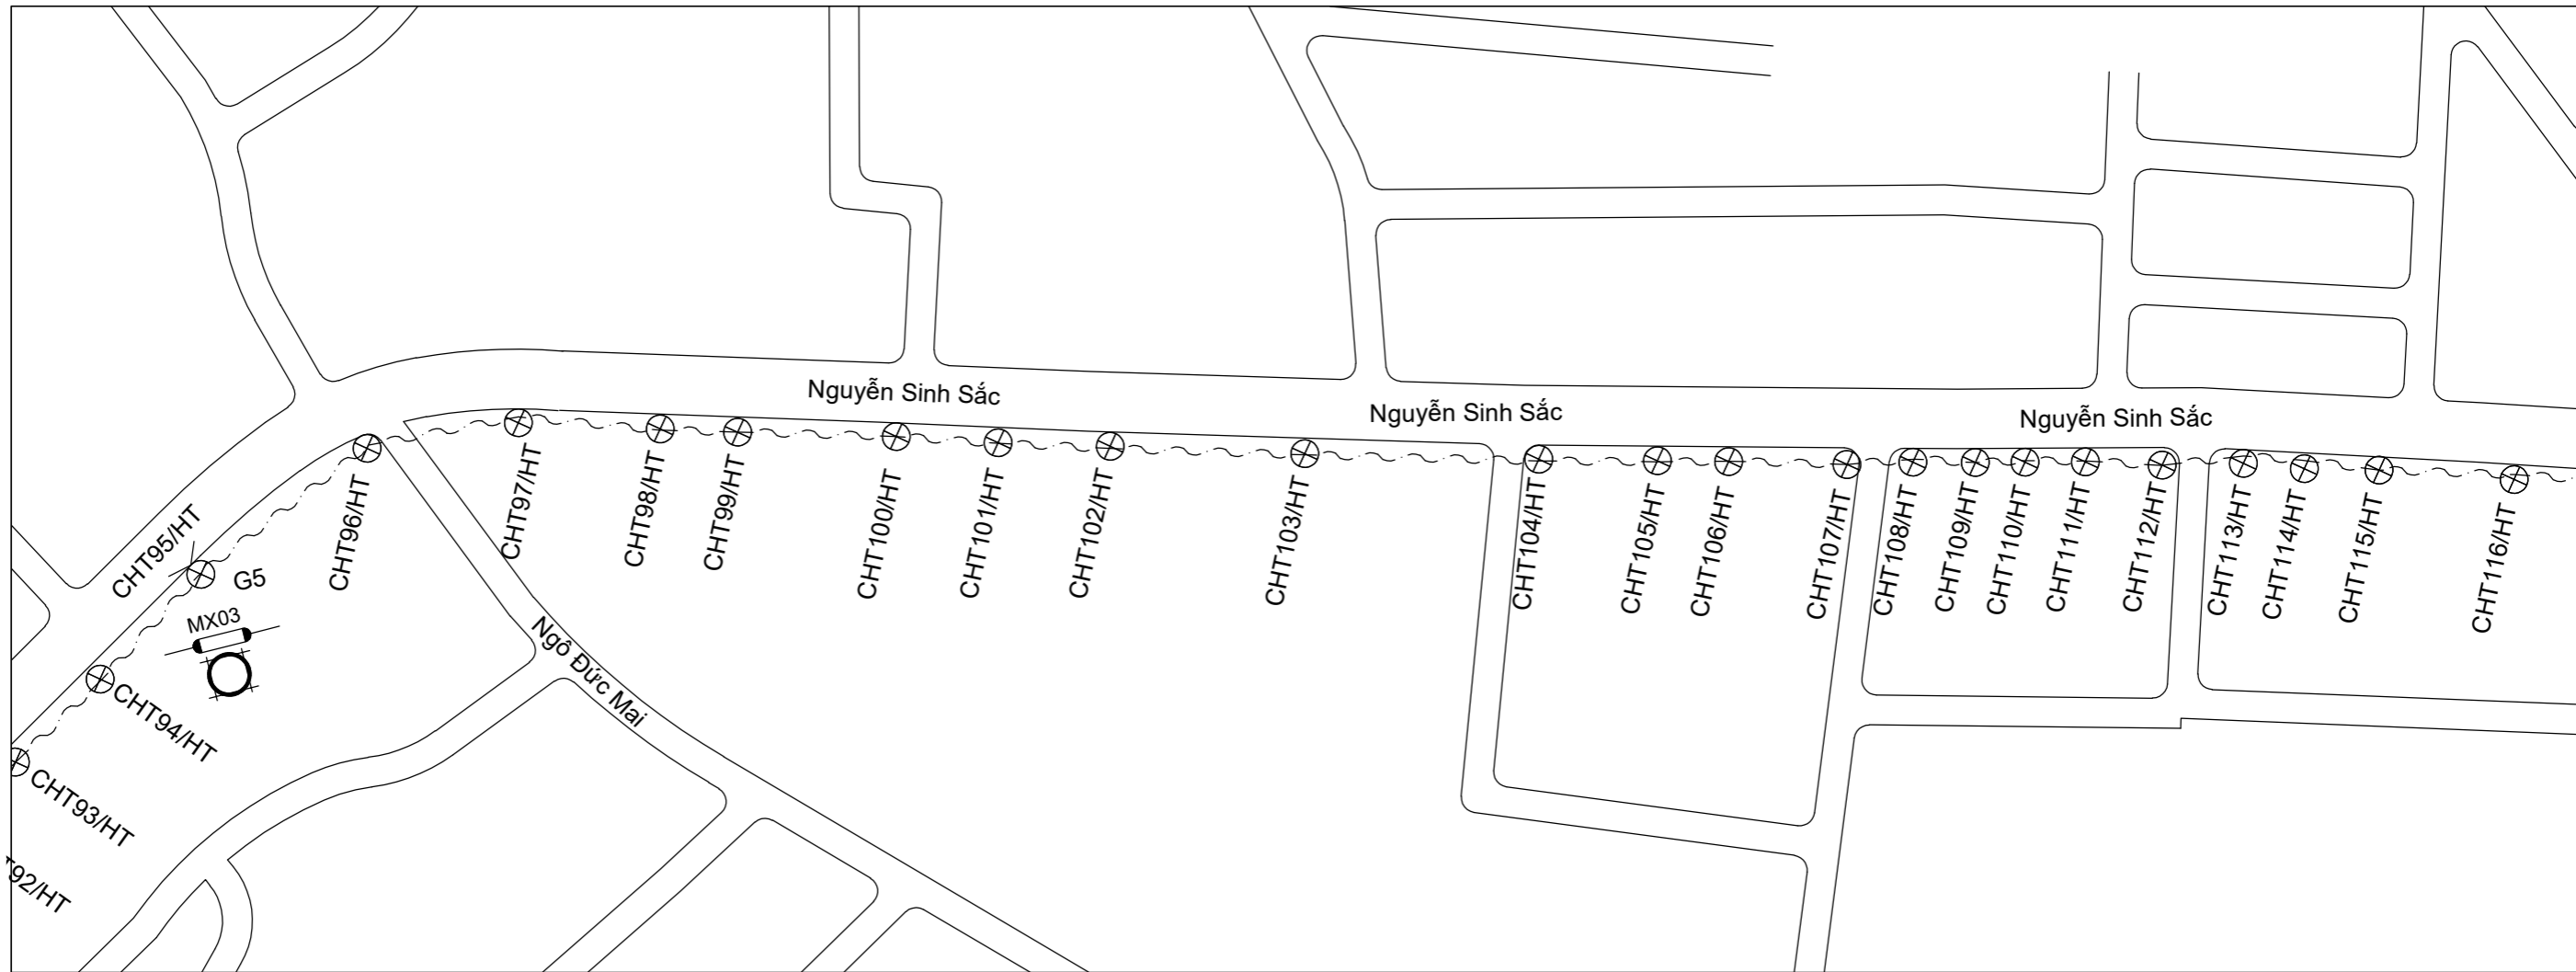 Nguyễn Sinh Sắc
Nguyễn Sinh Sắc
Nguyễn Sinh Sắc
CHT95/HT
G5
MX03
CHT94/HT
CHT93/HT
T92/HT
CHT96/HT
CHT97/HT
CHT98/HT
CHT99/HT
CHT100/HT
CHT101/HT
CHT102/HT
CHT103/HT
CHT104/HT
CHT105/HT
CHT106/HT
CHT107/HT
CHT108/HT
CHT109/HT
CHT110/HT
CHT111/HT
CHT112/HT
CHT113/HT
CHT114/HT
CHT115/HT
CHT116/HT
Ngô Đức Mai